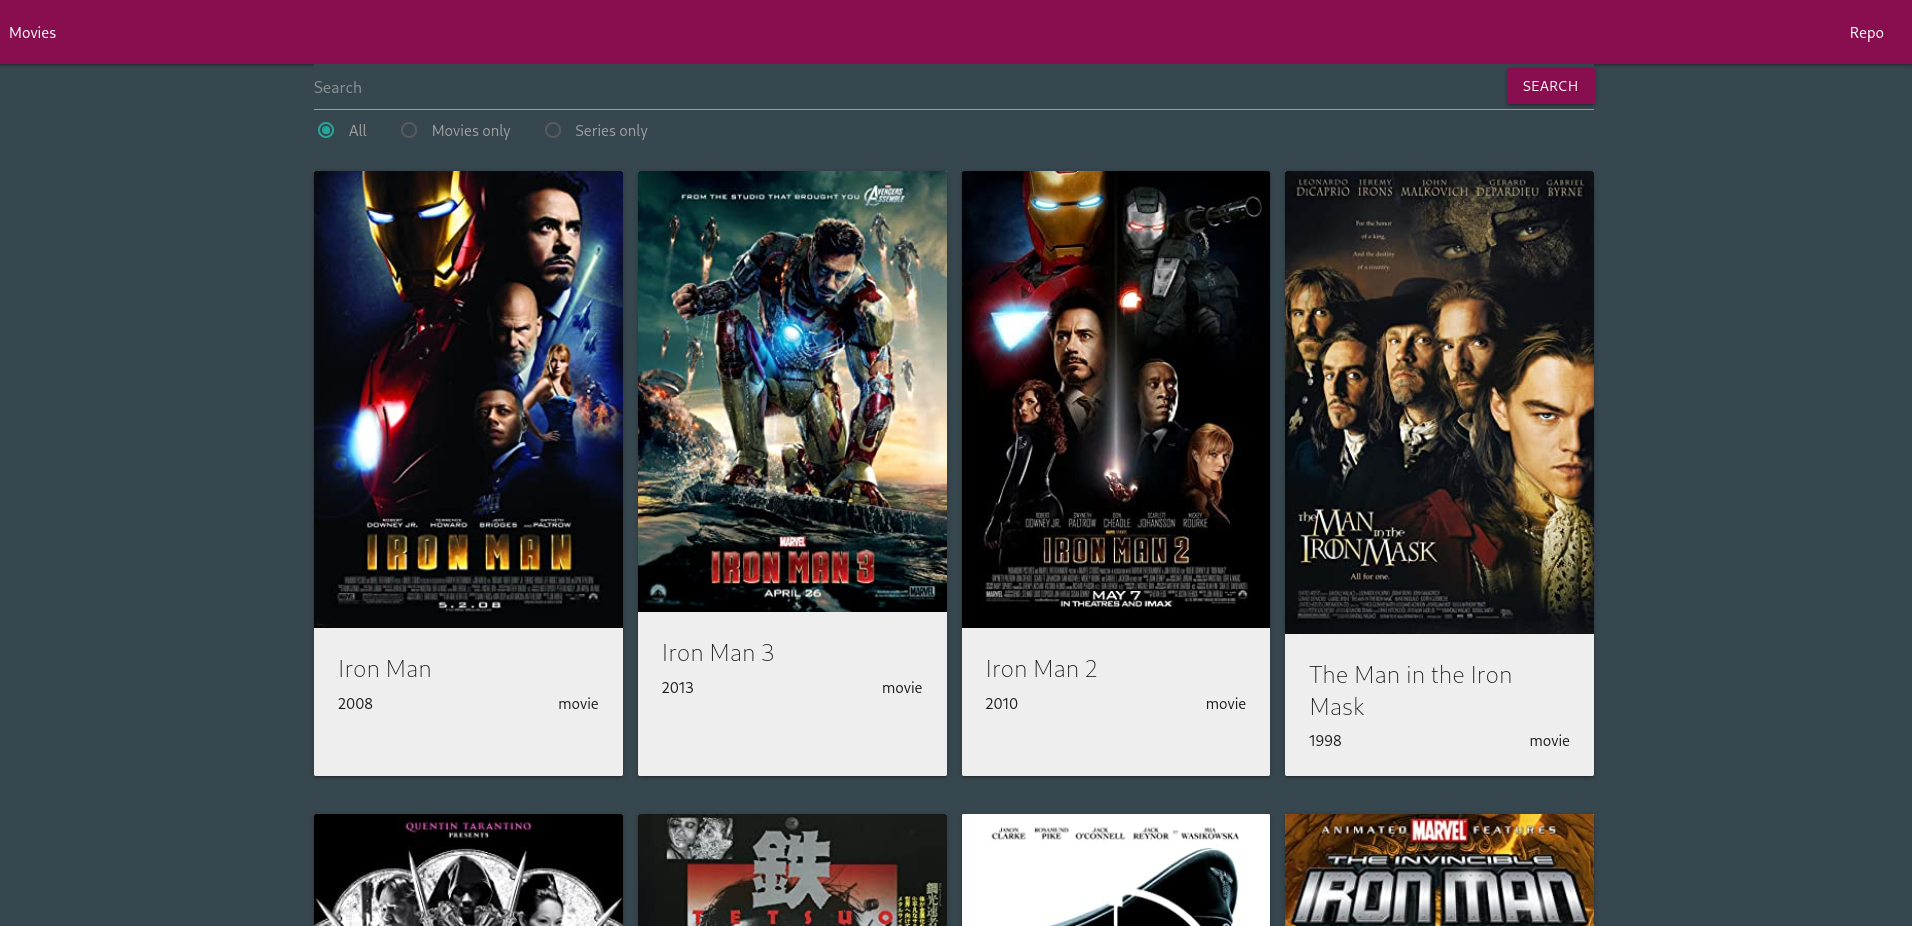 Movies
Repo
Search
SEARCH
All
Movies only
Series only
ROBERT DOWNEY JR. TERRENCE HOWARD JEFF BRIDGES AND GWYNETH PALTROW
IRON MAN
5.2.08
Iron Man
2008
movie
FROM THE STUDIO THAT BROUGHT YOU
AVENGERS ASSEMBLE
MARVEL
IRON MAN 3
APRIL 26
MARVEL
Iron Man 3
2013
movie
ROBERT DOWNEY JR. GWYNETH PALTROW DON CHEADLE SCARLETT JOHANSSON MICKEY ROURKE
IRON MAN 2
MARVEL
MAY 7
IN THEATRES AND IMAX
Iron Man 2
2010
movie
LEONARDO DiCAPRIO JEREMY IRONS JOHN MALKOVICH GERARD DEPARDIEU GABRIEL BYRNE
For the honor
of a king.
And the destiny
of a country.
the MAN in the
IRON MASK
All for one.
The Man in the Iron
Mask
1998
movie
QUENTIN TARANTINO
PRESENTS
鉄
TETSUO
JASON CLARKE ROSAMUND PIKE JACK O'CONNELL JACK REYNOR MIA WASIKOWSKA
ANIMATED MARVEL FEATURES
THE INVINCIBLE
IRON MAN